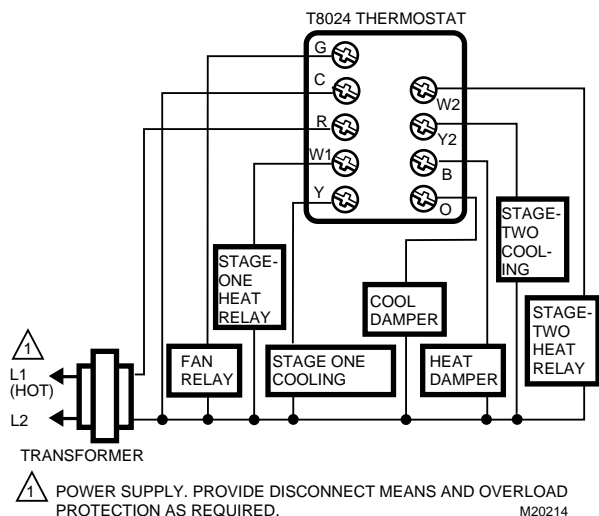 T8024 THERMOSTAT
G
C
R
W1
Y
W2
Y2
B
O
STAGE-
ONE
HEAT
RELAY
STAGE-
TWO
COOL-
ING
COOL
DAMPER
STAGE-
TWO
HEAT
RELAY
FAN
RELAY
STAGE ONE
COOLING
HEAT
DAMPER
1
L1
(HOT)
L2
TRANSFORMER
1 POWER SUPPLY. PROVIDE DISCONNECT MEANS AND OVERLOAD
PROTECTION AS REQUIRED.
M20214